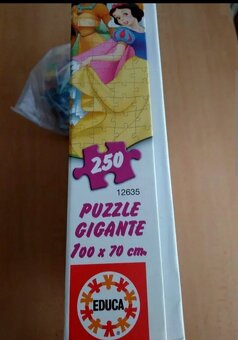 250
12635
PUZZLE
GIGANTE
100 x 70 cm.
EDUCA